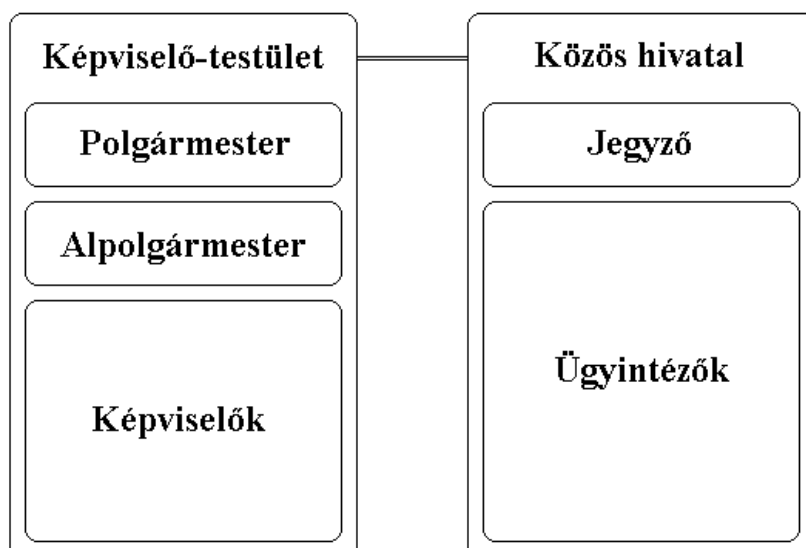 Képviselő-testület
Polgármester
Alpolgármester
Képviselők
Közös hivatal
Jegyző
Ügyintézők